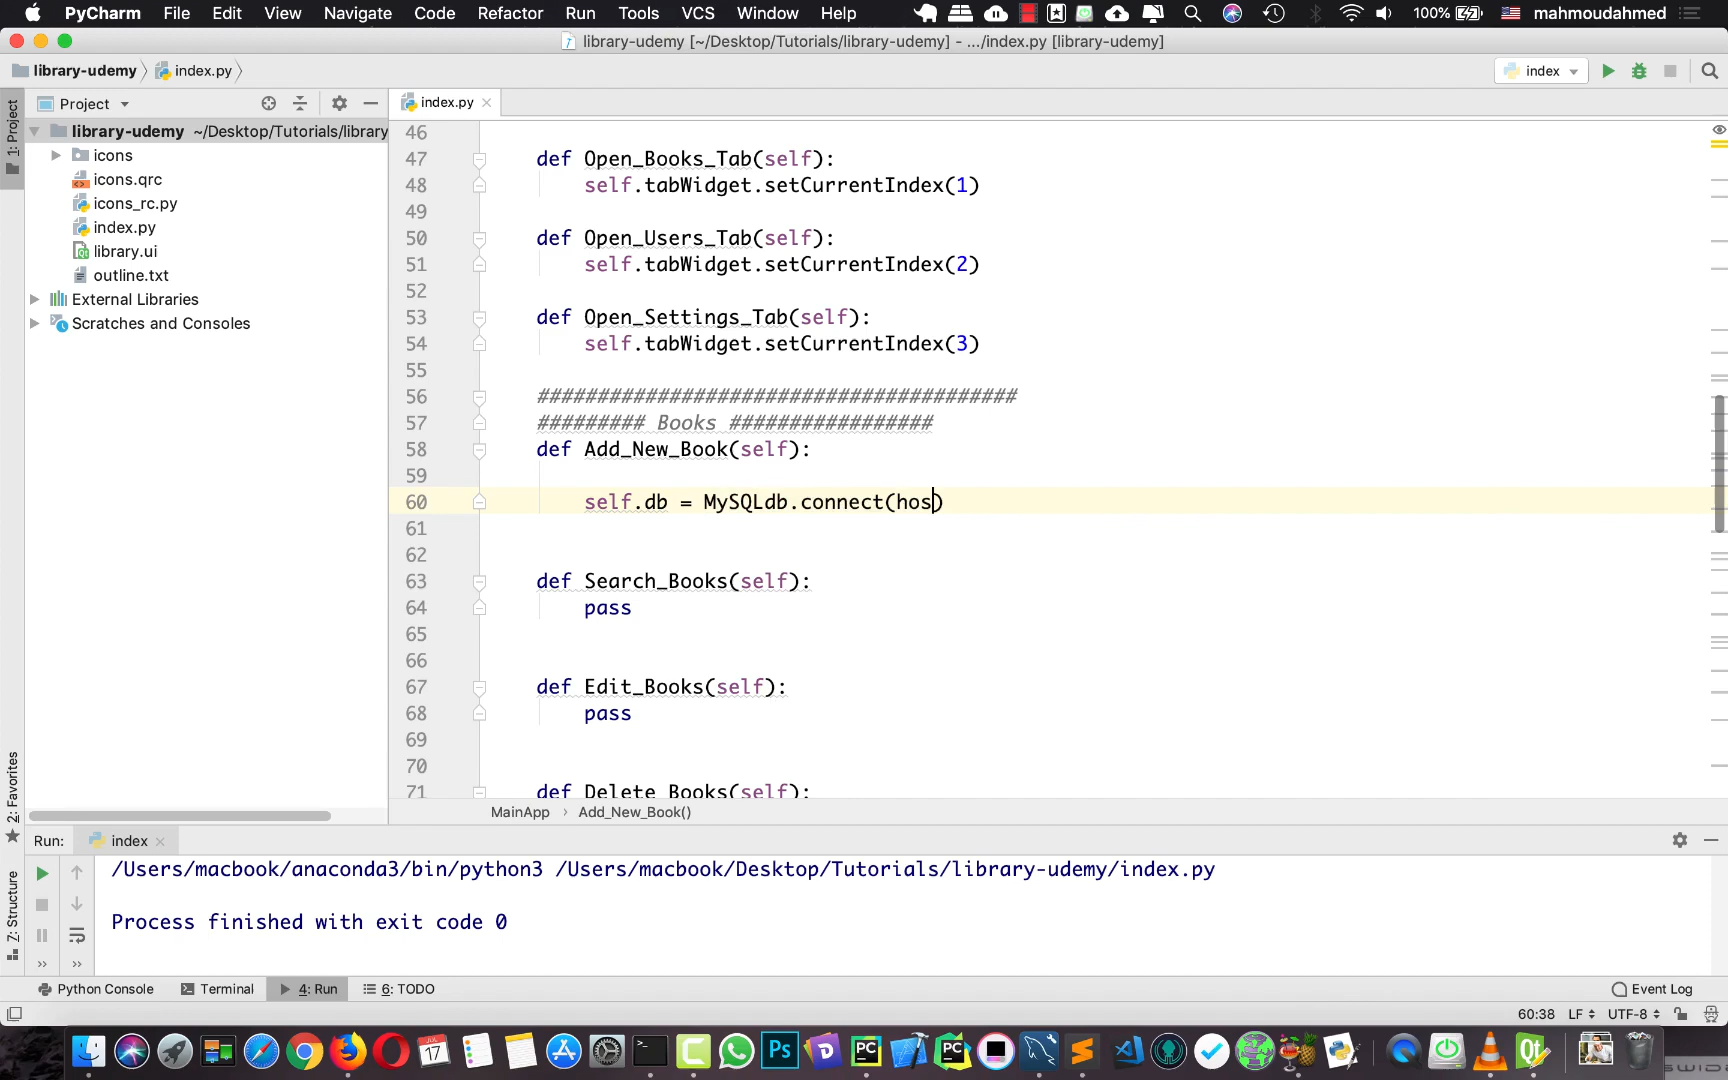 PyCharm File Edit View Navigate Code Refactor Run Tools VCS Window Help 100% mahmoudahmed
library-udemy [~/Desktop/Tutorials/library-udemy] - .../index.py [library-udemy]
library-udemy index.py index
1: Project
Project
index.py
library-udemy ~/Desktop/Tutorials/library
icons
icons.qrc
icons_rc.py
index.py
library.ui
outline.txt
External Libraries
Scratches and Consoles
46
47 def Open_Books_Tab(self):
48 self.tabWidget.setCurrentIndex(1)
49
50 def Open_Users_Tab(self):
51 self.tabWidget.setCurrentIndex(2)
52
53 def Open_Settings_Tab(self):
54 self.tabWidget.setCurrentIndex(3)
55
56 ########################################
57 ######### Books #################
58 def Add_New_Book(self):
59
60 self.db = MySQLdb.connect(hos)
61
62
63 def Search_Books(self):
64 pass
65
66
67 def Edit_Books(self):
68 pass
69
70
71 def Delete_Books(self):
MainApp › Add_New_Book()
2: Favorites
Z: Structure
Run: index
/Users/macbook/anaconda3/bin/python3 /Users/macbook/Desktop/Tutorials/library-udemy/index.py
Process finished with exit code 0
Python Console Terminal 4: Run 6: TODO Event Log
60:38 LF UTF-8
JUL
17
Ps
PC
PC
Qt